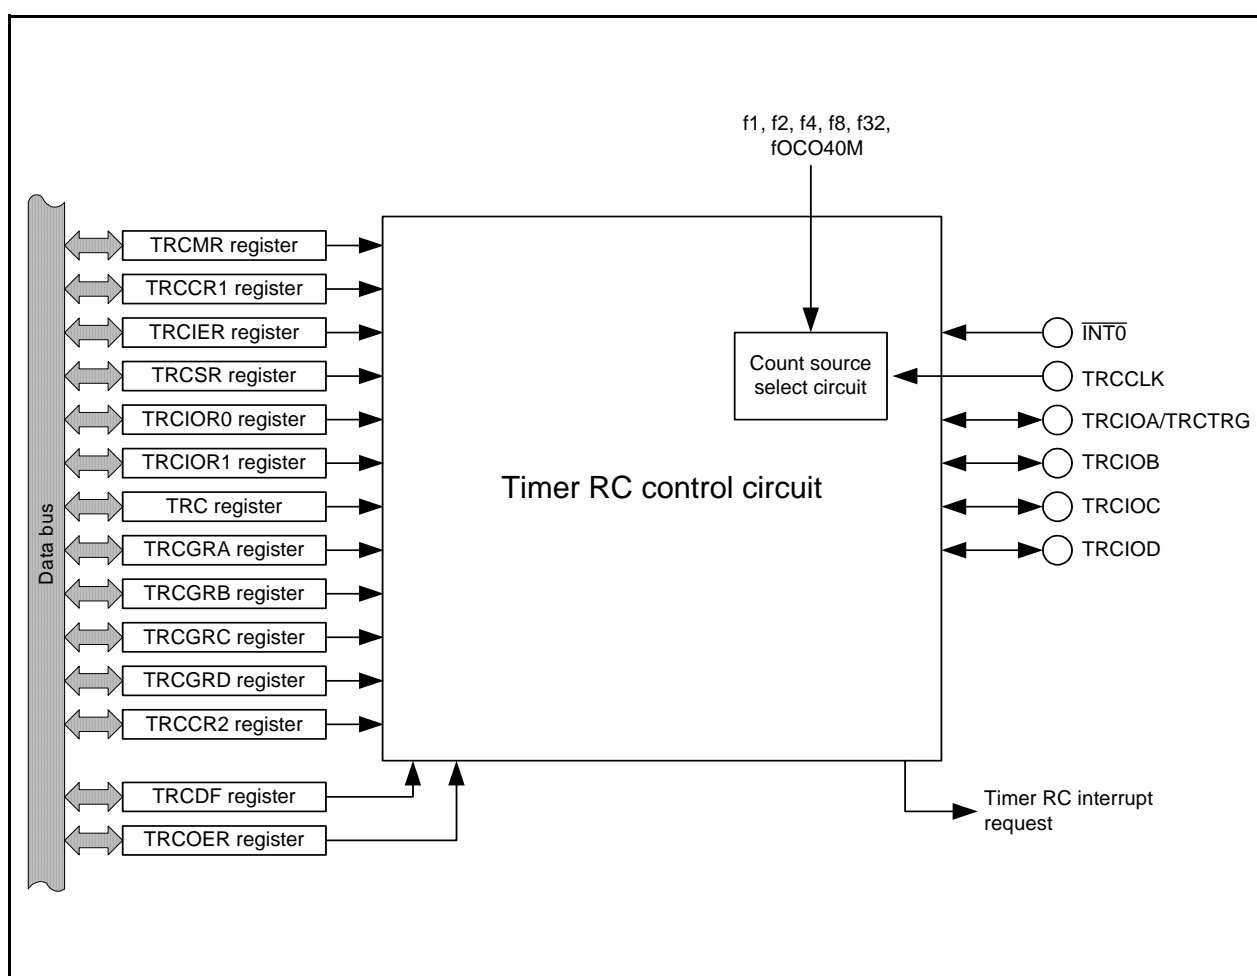 f1, f2, f4, f8, f32,
fOCO40M
Data bus
TRCMR register
TRCCR1 register
TRCIER register
TRCSR register
TRCIOR0 register
TRCIOR1 register
TRC register
TRCGRA register
TRCGRB register
TRCGRC register
TRCGRD register
TRCCR2 register
TRCDF register
TRCOER register
Count source
select circuit
Timer RC control circuit
INT0
TRCCLK
TRCIOA/TRCTRG
TRCIOB
TRCIOC
TRCIOD
Timer RC interrupt
request